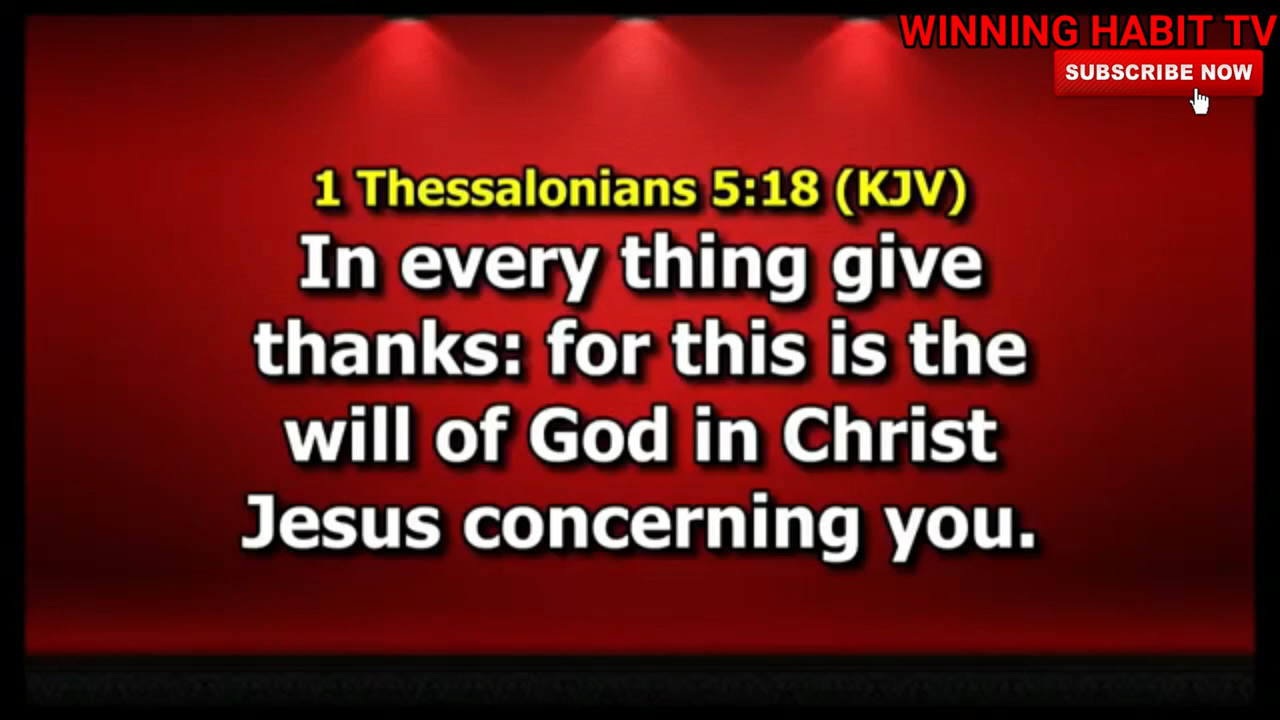 WINNING HABIT TV
SUBSCRIBE NOW
1 Thessalonians 5:18 (KJV)
In every thing give
thanks: for this is the
will of God in Christ
Jesus concerning you.